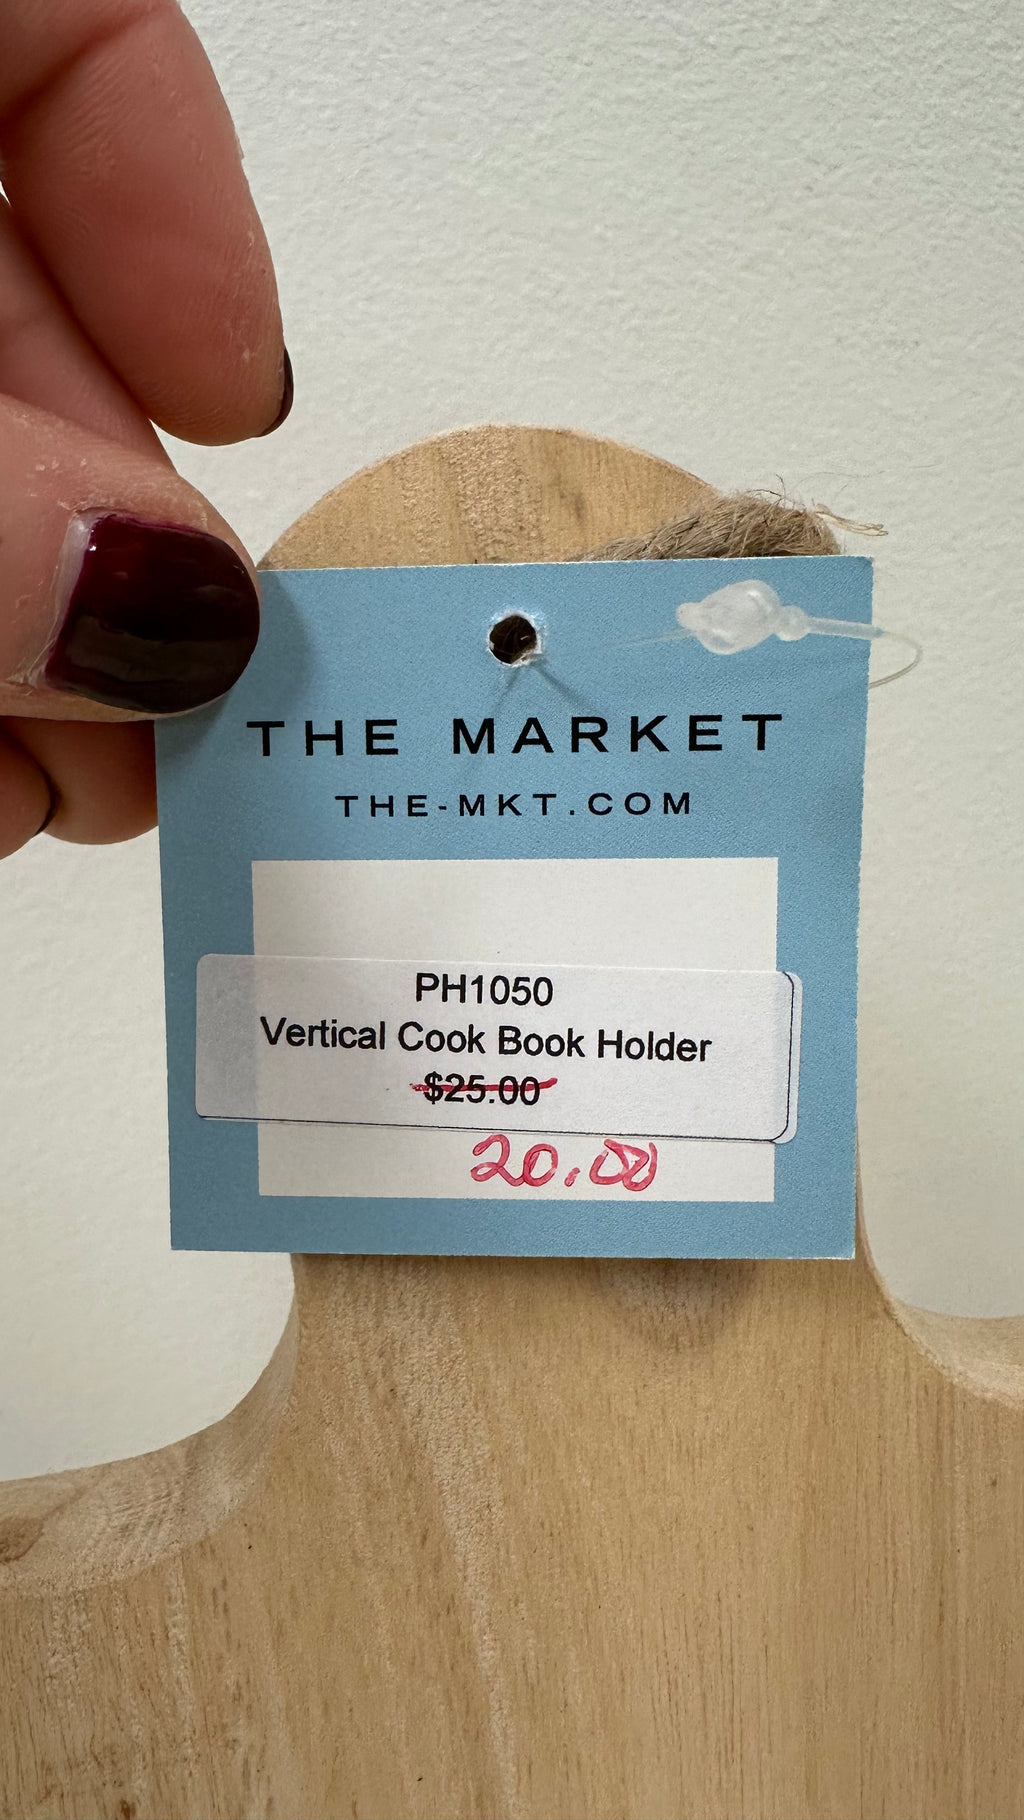 THE MARKET
THE-MKT.COM
PH1050
Vertical Cook Book Holder
$25.00
20.00